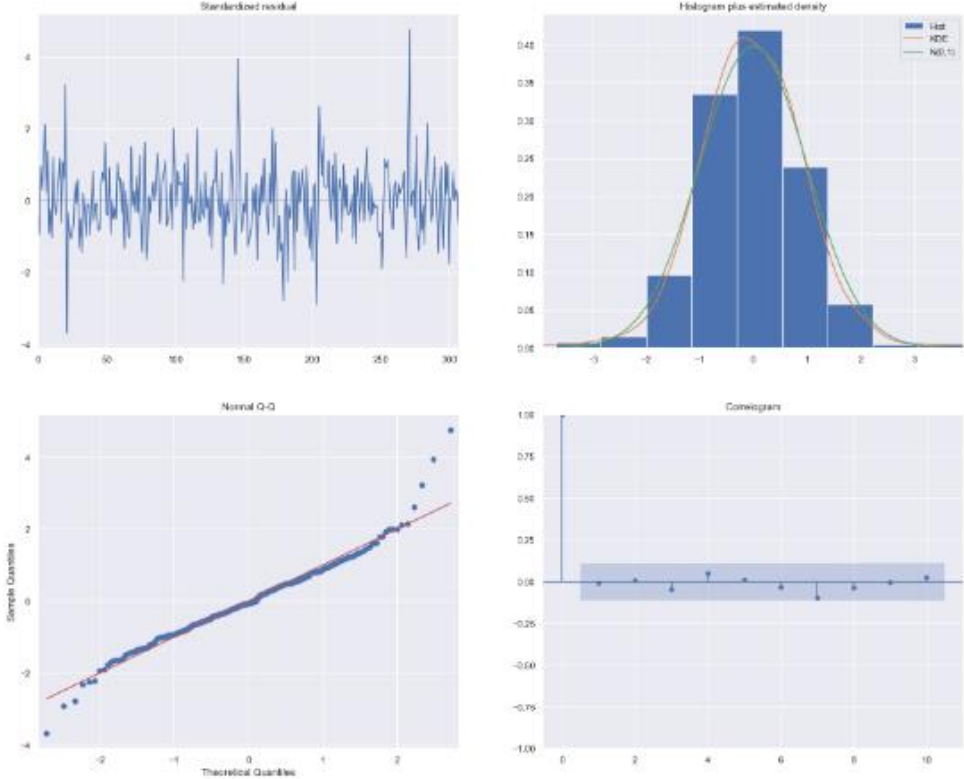 Standardized residual
4
2
0
-2
-4
0 50 100 150 200 250 300
Histogram plus estimated density
Hist
KDE
N(0,1)
0.40
0.35
0.30
0.25
0.20
0.15
0.10
0.05
0.00
-3 -2 -1 0 1 2 3
Normal Q-Q
Sample Quantiles
4
2
0
-2
-4
-2 -1 0 1 2
Theoretical Quantiles
Correlogram
1.00
0.75
0.50
0.25
0.00
-0.25
-0.50
-0.75
-1.00
0 2 4 6 8 10